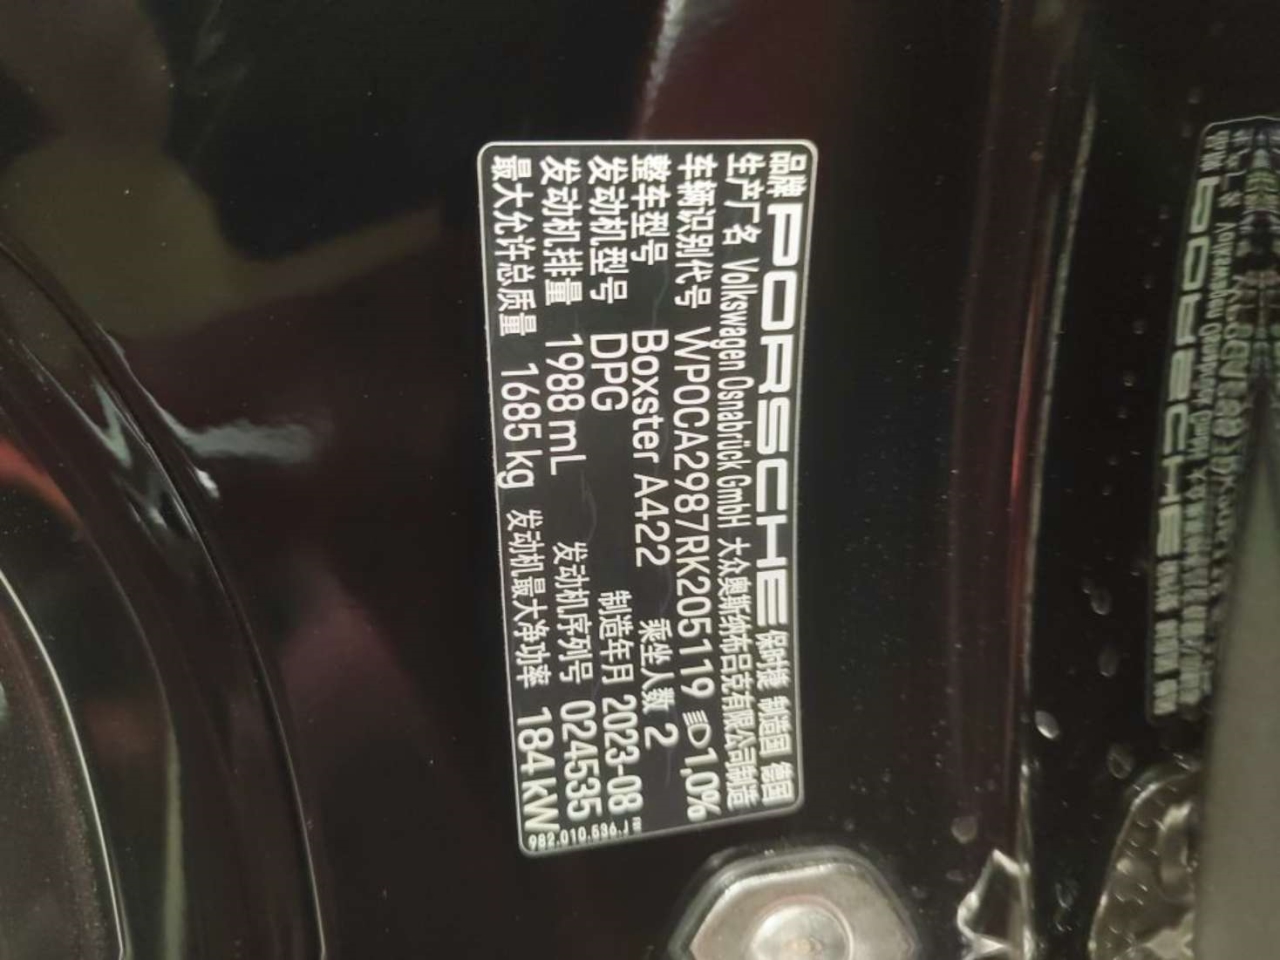 品牌 PORSCHE 保时捷 制造国 德国
生产厂名 Volkswagen Osnabrück GmbH 大众奥斯纳布吕克有限公司制造
车辆识别代号 WP0CA2987RK205119 1,0%
整车型号 Boxster A422 乘坐人数 2
发动机型号 DPG 制造年月 2023-08
发动机排量 1988 mL 发动机序列号 024535
最大允许总质量 1685 kg 发动机最大净功率 184 kW
982.010.636.J